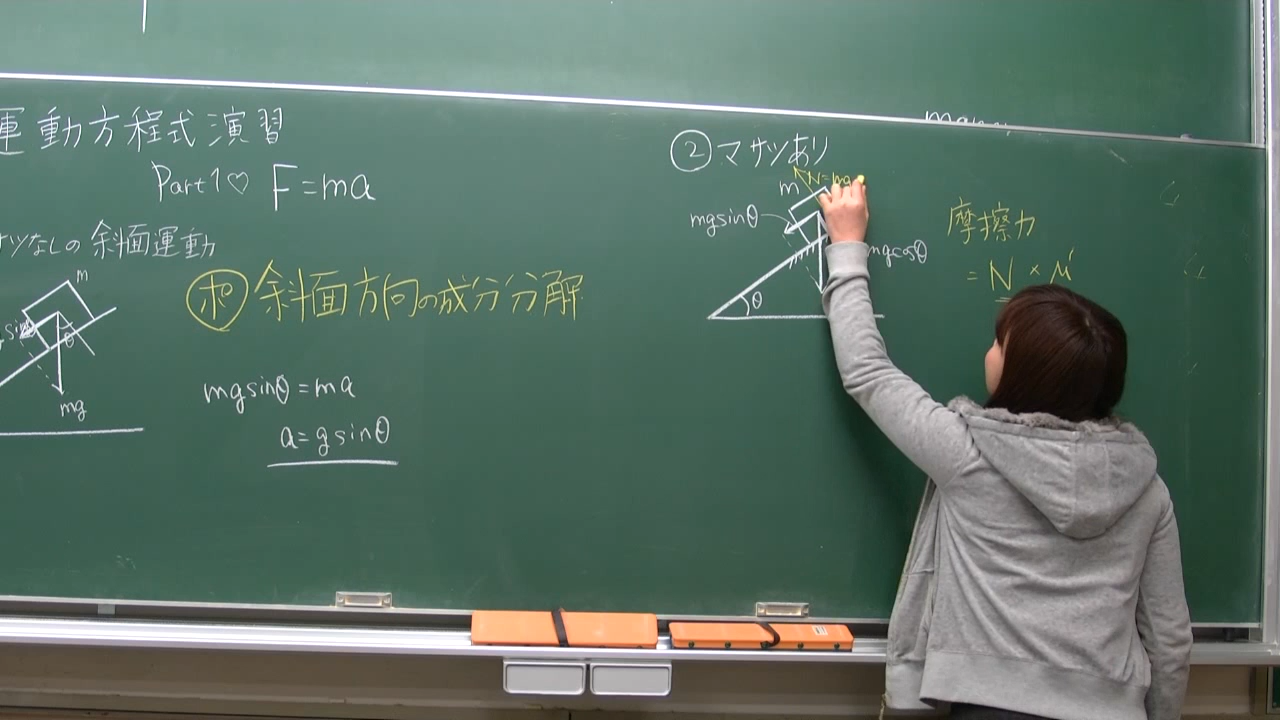 運動方程式演習
Part1♡ F=ma
ツなしの斜面運動
m
θ
mg
ポ 斜面方向の成分分解
mgsinθ=ma
a=gsinθ
② マサツあり
N=mg
m
mgsinθ
mgcosθ
θ
摩擦力
=N×μ'